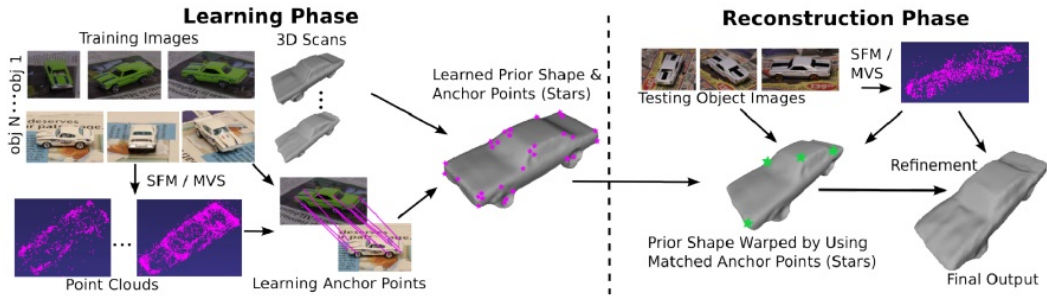 Learning Phase
Training Images
3D Scans
obj N
obj 1
SFM / MVS
Point Clouds
Learning Anchor Points
Learned Prior Shape &
Anchor Points (Stars)
Reconstruction Phase
Testing Object Images
SFM /
MVS
Refinement
Prior Shape Warped by Using
Matched Anchor Points (Stars)
Final Output